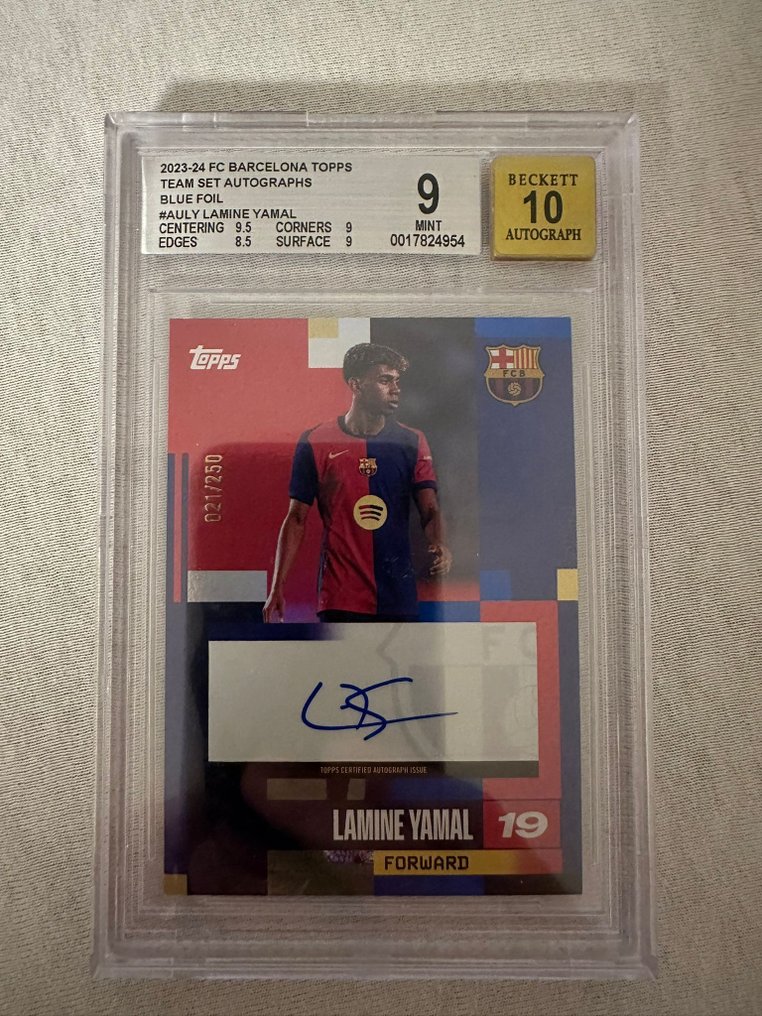 2023-24 FC BARCELONA TOPPS
TEAM SET AUTOGRAPHS
BLUE FOIL
#AULY LAMINE YAMAL
CENTERING 9.5 CORNERS 9
EDGES 8.5 SURFACE 9
9
MINT
0017824954
BECKETT
10
AUTOGRAPH
topps
FCB
021/250
TOPPS CERTIFIED AUTOGRAPH ISSUE
LAMINE YAMAL 19
FORWARD